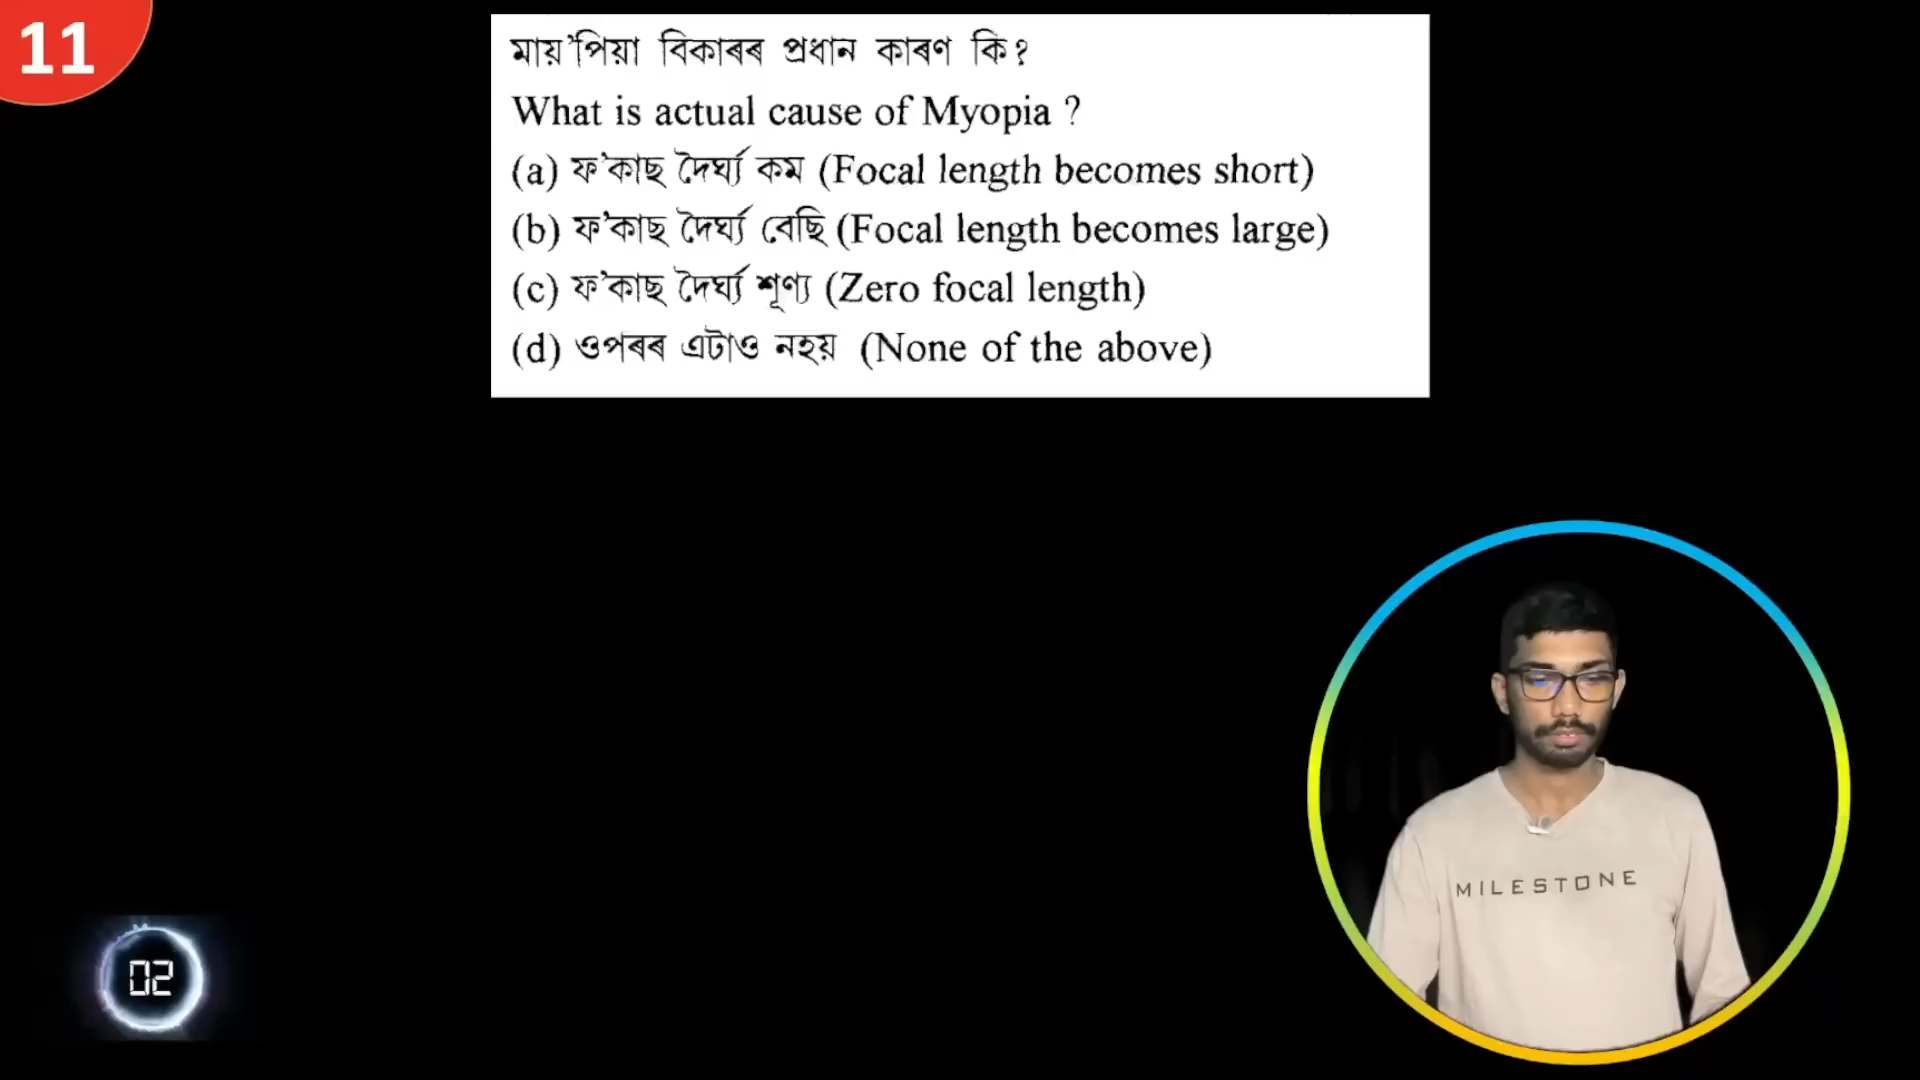 11
মায়'পিয়া বিকাৰৰ প্ৰধান কাৰণ কি?
What is actual cause of Myopia ?
(a) ফ'কাছ দৈৰ্ঘ্য কম (Focal length becomes short)
(b) ফ'কাছ দৈৰ্ঘ্য বেছি (Focal length becomes large)
(c) ফ'কাছ দৈৰ্ঘ্য শূণ্য (Zero focal length)
(d) ওপৰৰ এটাও নহয় (None of the above)
MILESTONE
02